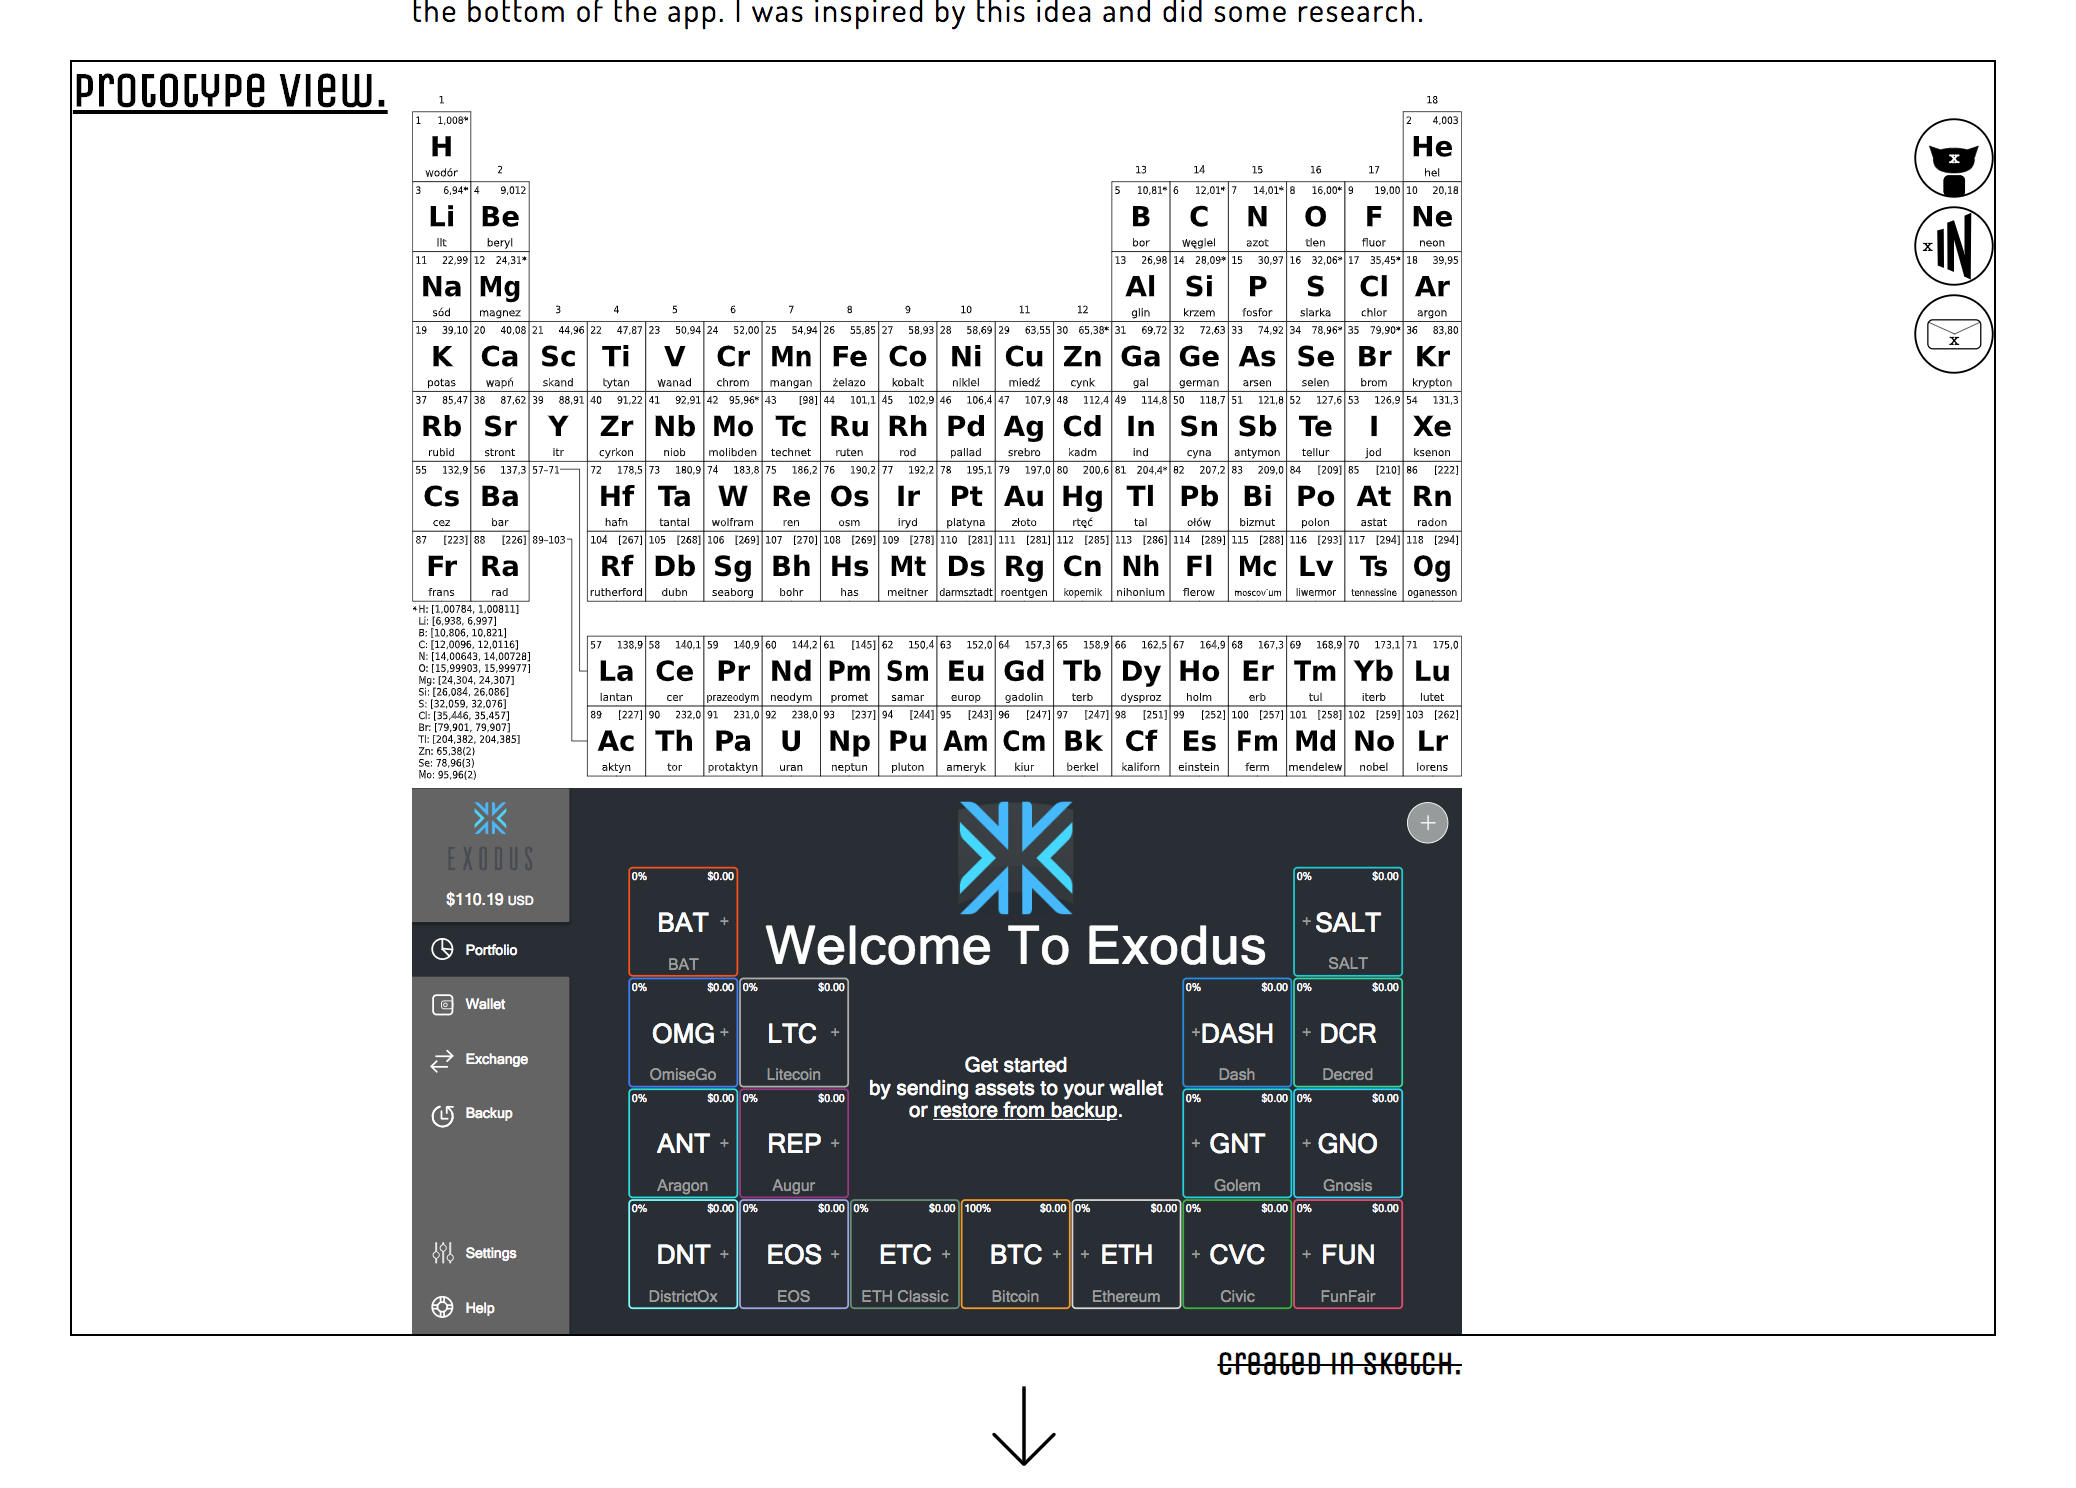 the bottom of the app. I was inspired by this idea and did some research.
prototype view.
1 18
1 1,008* 2 4,003
H He
wodór 2 13 14 15 16 17 hel
3 6,94* 4 9,012 5 10,81* 6 12,01* 7 14,01* 8 16,00* 9 19,00 10 20,18
Li Be B C N O F Ne
lit beryl bor węgiel azot tlen fluor neon
11 22,99 12 24,31* 13 26,98 14 28,09* 15 30,97 16 32,06* 17 35,45* 18 39,95
Na Mg Al Si P S Cl Ar
sód magnez 3 4 5 6 7 8 9 10 11 12 glin krzem fosfor siarka chlor argon
19 39,10 20 40,08 21 44,96 22 47,87 23 50,94 24 52,00 25 54,94 26 55,85 27 58,93 28 58,69 29 63,55 30 65,38* 31 69,72 32 72,63 33 74,92 34 78,96* 35 79,90* 36 83,80
K Ca Sc Ti V Cr Mn Fe Co Ni Cu Zn Ga Ge As Se Br Kr
potas wapń skand tytan wanad chrom mangan żelazo kobalt nikiel miedź cynk gal german arsen selen brom krypton
37 85,47 38 87,62 39 88,91 40 91,22 41 92,91 42 95,96* 43 [98] 44 101,1 45 102,9 46 106,4 47 107,9 48 112,4 49 114,8 50 118,7 51 121,8 52 127,6 53 126,9 54 131,3
Rb Sr Y Zr Nb Mo Tc Ru Rh Pd Ag Cd In Sn Sb Te I Xe
rubid stront itr cyrkon niob molibden technet ruten rod pallad srebro kadm ind cyna antymon tellur jod ksenon
55 132,9 56 137,3 57–71 72 178,5 73 180,9 74 183,8 75 186,2 76 190,2 77 192,2 78 195,1 79 197,0 80 200,6 81 204,4* 82 207,2 83 209,0 84 [209] 85 [210] 86 [222]
Cs Ba Hf Ta W Re Os Ir Pt Au Hg Tl Pb Bi Po At Rn
cez bar hafn tantal wolfram ren osm iryd platyna złoto rtęć tal ołów bizmut polon astat radon
87 [223] 88 [226] 89–103 104 [267] 105 [268] 106 [269] 107 [270] 108 [269] 109 [278] 110 [281] 111 [281] 112 [285] 113 [286] 114 [289] 115 [288] 116 [293] 117 [294] 118 [294]
Fr Ra Rf Db Sg Bh Hs Mt Ds Rg Cn Nh Fl Mc Lv Ts Og
frans rad rutherford dubn seaborg bohr has meitner darmsztadt roentgen kopernik nihonium flerow moscovium liwermor tennessine oganesson
*H: [1,00784, 1,00811]
Li: [6,938, 6,997]
B: [10,806, 10,821]
C: [12,0096, 12,0116]
N: [14,00643, 14,00728]
O: [15,99903, 15,99977]
Mg: [24,304, 24,307]
Si: [26,084, 26,086]
S: [32,059, 32,076]
Cl: [35,446, 35,457]
Br: [79,901, 79,907]
Tl: [204,382, 204,385]
Zn: 65,38(2)
Se: 78,96(3)
Mo: 95,96(2)
57 138,9 58 140,1 59 140,9 60 144,2 61 [145] 62 150,4 63 152,0 64 157,3 65 158,9 66 162,5 67 164,9 68 167,3 69 168,9 70 173,1 71 175,0
La Ce Pr Nd Pm Sm Eu Gd Tb Dy Ho Er Tm Yb Lu
lantan cer prazeodym neodym promet samar europ gadolin terb dysproz holm erb tul iterb lutet
89 [227] 90 232,0 91 231,0 92 238,0 93 [237] 94 [244] 95 [243] 96 [247] 97 [247] 98 [251] 99 [252] 100 [257] 101 [258] 102 [259] 103 [262]
Ac Th Pa U Np Pu Am Cm Bk Cf Es Fm Md No Lr
aktyn tor protaktyn uran neptun pluton ameryk kiur berkel kaliforn einstein ferm mendelew nobel lorens
x
x IN
x
EXODUS
$110.19 USD
Portfolio
Wallet
Exchange
Backup
Settings
Help
Welcome To Exodus
Get started
by sending assets to your wallet
or restore from backup.
0% $0.00 0% $0.00
BAT + + SALT
BAT SALT
0% $0.00 0% $0.00 0% $0.00 0% $0.00
OMG + LTC + +DASH + DCR
OmiseGo Litecoin Dash Decred
0% $0.00 0% $0.00 0% $0.00 0% $0.00
ANT + REP + + GNT + GNO
Aragon Augur Golem Gnosis
0% $0.00 0% $0.00 0% $0.00 100% $0.00 0% $0.00 0% $0.00 0% $0.00
DNT + EOS + ETC + BTC + + ETH + CVC + FUN
DistrictOx EOS ETH Classic Bitcoin Ethereum Civic FunFair
created in sketch.